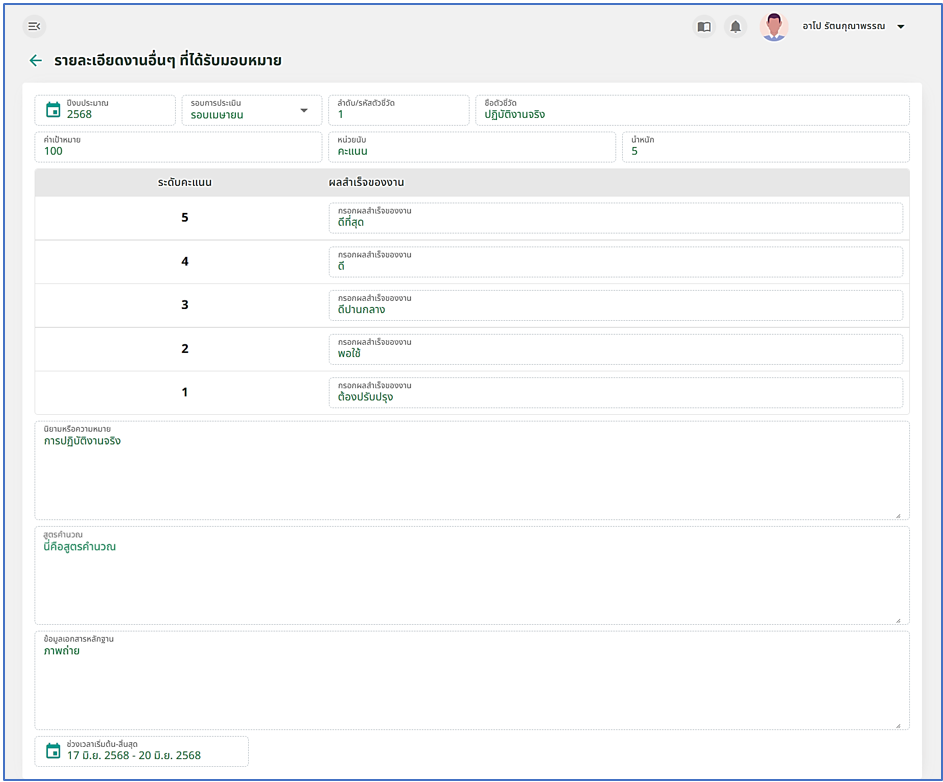 อาโป รัตนกุณาพรรณ
รายละเอียดงานอื่นๆ ที่ได้รับมอบหมาย
ปีงบประมาณ
2568
รอบการประเมิน
รอบเมษายน
ลำดับ/รหัสตัวชี้วัด
1
ชื่อตัวชี้วัด
ปฏิบัติงานจริง
ค่าเป้าหมาย
100
หน่วยนับ
คะแนน
น้ำหนัก
5
ระดับคะแนน ผลสำเร็จของงาน
5
กรอกผลสำเร็จของงาน
ดีที่สุด
4
กรอกผลสำเร็จของงาน
ดี
3
กรอกผลสำเร็จของงาน
ดีปานกลาง
2
กรอกผลสำเร็จของงาน
พอใช้
1
กรอกผลสำเร็จของงาน
ต้องปรับปรุง
นิยามหรือความหมาย
การปฏิบัติงานจริง
สูตรคำนวณ
นี่คือสูตรคำนวณ
ข้อมูลเอกสารหลักฐาน
ภาพถ่าย
ช่วงเวลาเริ่มต้น-สิ้นสุด
17 มิ.ย. 2568 - 20 มิ.ย. 2568